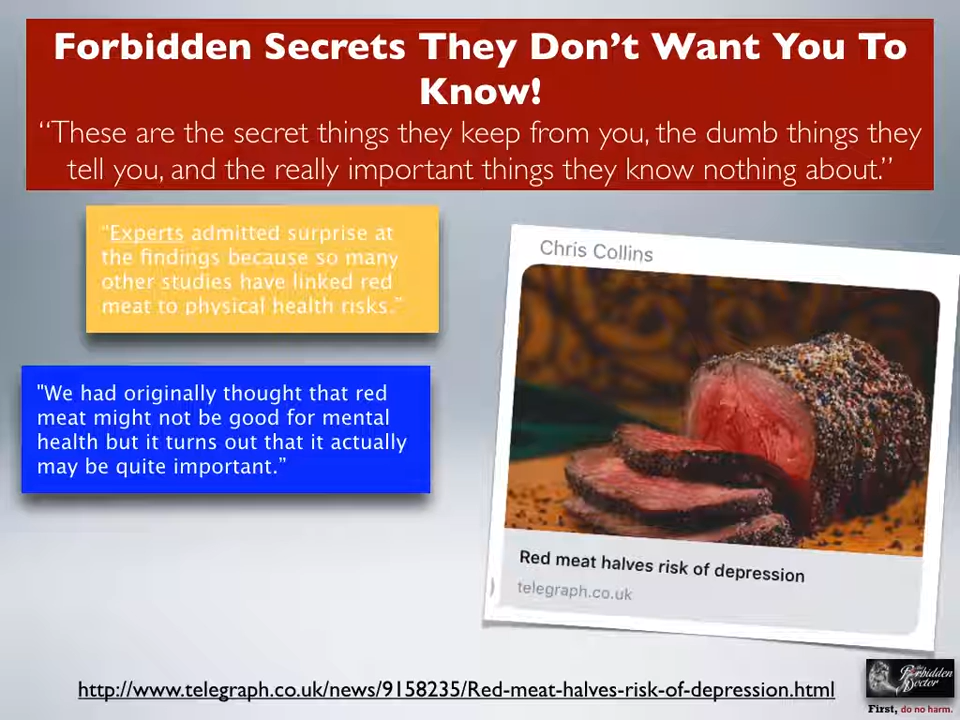 Forbidden Secrets They Don’t Want You To
Know!
“These are the secret things they keep from you, the dumb things they
tell you, and the really important things they know nothing about.”
“Experts admitted surprise at
the findings because so many
other studies have linked red
meat to physical health risks.”
"We had originally thought that red
meat might not be good for mental
health but it turns out that it actually
may be quite important.”
Chris Collins
Red meat halves risk of depression
telegraph.co.uk
http://www.telegraph.co.uk/news/9158235/Red-meat-halves-risk-of-depression.html
the
Forbidden
Doctor
First, do no harm.